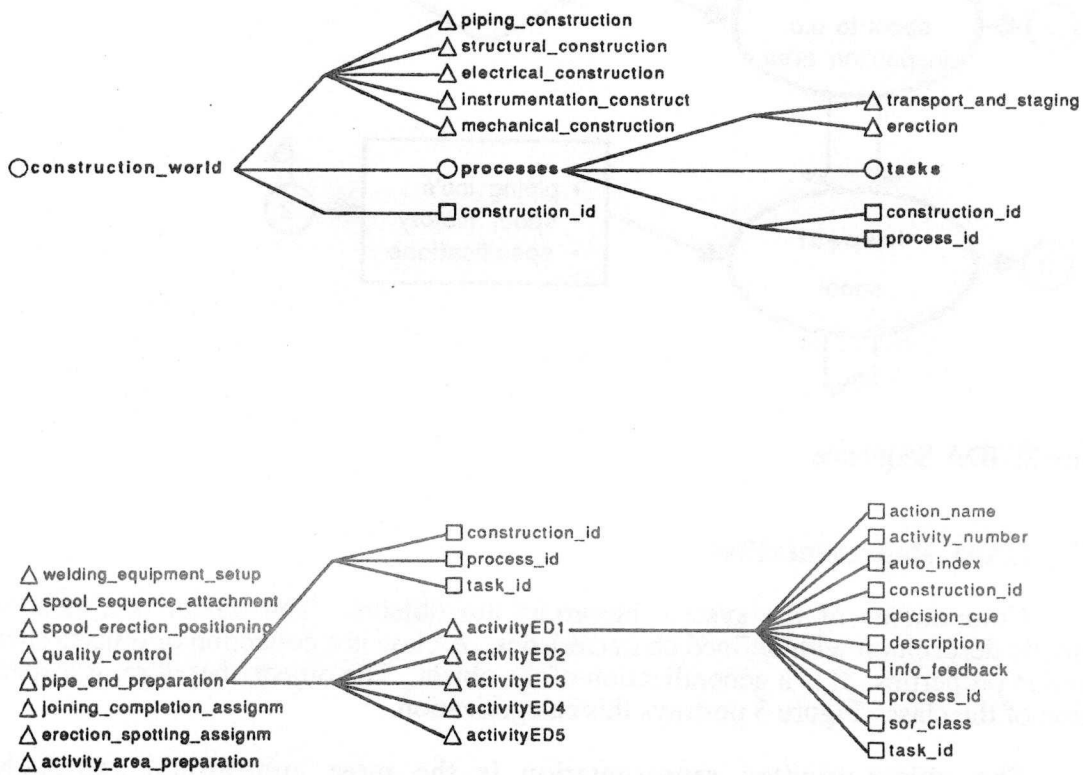 piping_construction
structural_construction
electrical_construction
instrumentation_construct
mechanical_construction
transport_and_staging
erection
construction_world
processes
tasks
construction_id
construction_id
process_id
welding_equipment_setup
spool_sequence_attachment
spool_erection_positioning
quality_control
pipe_end_preparation
joining_completion_assignm
erection_spotting_assignm
activity_area_preparation
construction_id
process_id
task_id
activityED1
activityED2
activityED3
activityED4
activityED5
action_name
activity_number
auto_index
construction_id
decision_cue
description
info_feedback
process_id
sor_class
task_id